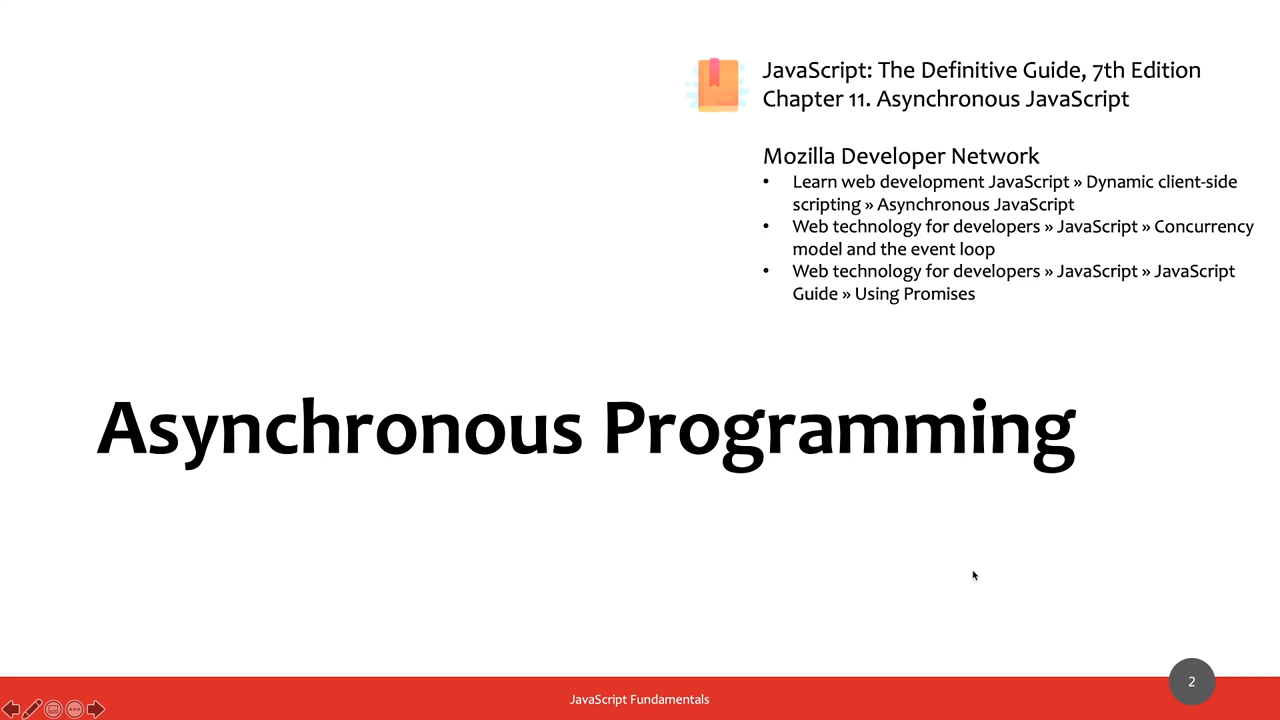 JavaScript: The Definitive Guide, 7th Edition
Chapter 11. Asynchronous JavaScript
Mozilla Developer Network
• Learn web development JavaScript » Dynamic client-side
scripting » Asynchronous JavaScript
• Web technology for developers » JavaScript » Concurrency
model and the event loop
• Web technology for developers » JavaScript » JavaScript
Guide » Using Promises
Asynchronous Programming
JavaScript Fundamentals
2